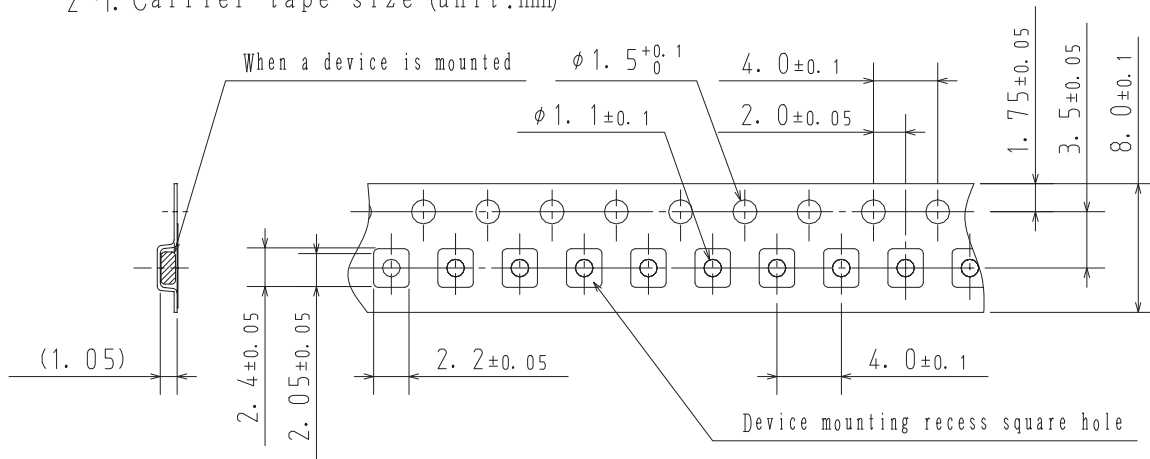 2-4. Carrier tape size (unit:mm)
When a device is mounted
φ1.5+0.1 0
4.0±0.1
φ1.1±0.1
2.0±0.05
1.75±0.05
3.5±0.05
8.0±0.1
(1.05)
2.4±0.05
2.05±0.05
2.2±0.05
4.0±0.1
Device mounting recess square hole